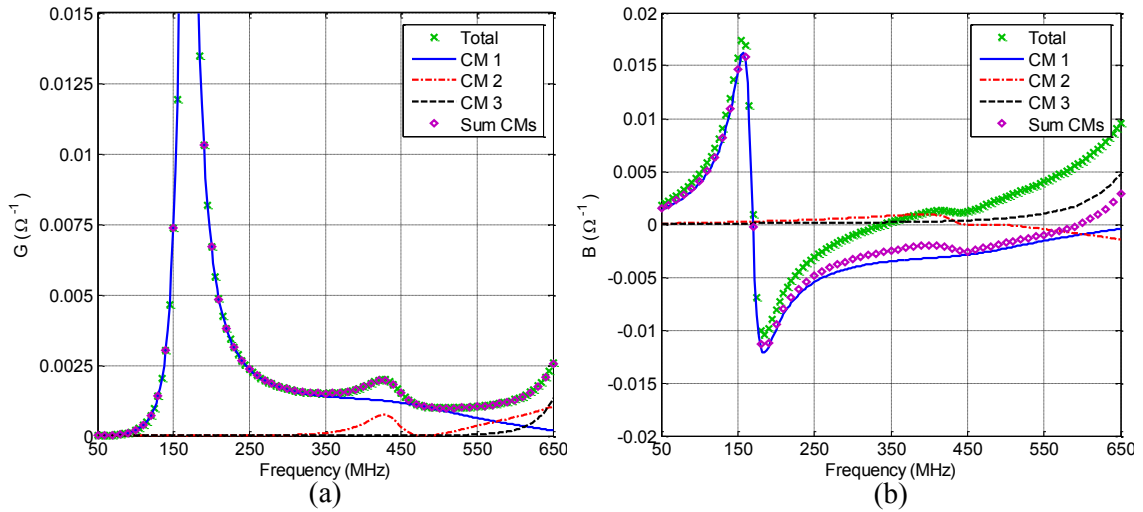 0.015
0.0125
0.01
0.0075
0.005
0.0025
0
G ( Ω⁻¹ )
50 150 250 350 450 550 650
Frequency (MHz)
Total
CM 1
CM 2
CM 3
Sum CMs
(a)
0.02
0.015
0.01
0.005
0
-0.005
-0.01
-0.015
-0.02
B ( Ω⁻¹ )
50 150 250 350 450 550 650
Frequency (MHz)
Total
CM 1
CM 2
CM 3
Sum CMs
(b)